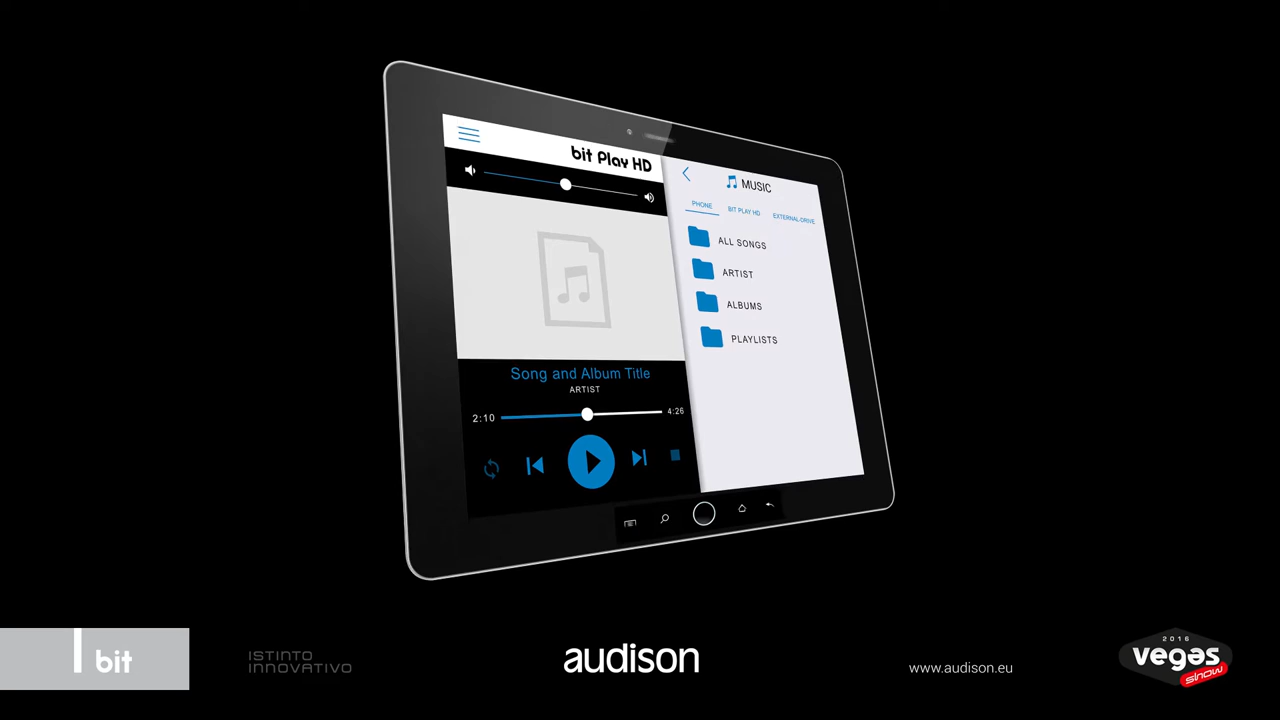 bit Play HD
MUSIC
PHONE
BIT PLAY HD
EXTERNAL-DRIVE
ALL SONGS
ARTIST
ALBUMS
PLAYLISTS
Song and Album Title
ARTIST
2:10
4:26
bit
ISTINTO
INNOVATIVO
audison
www.audison.eu
2016
vegas
show